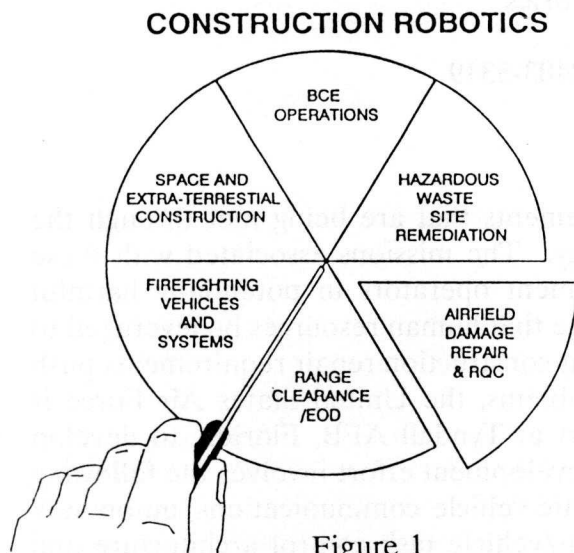 CONSTRUCTION ROBOTICS
BCE
OPERATIONS
SPACE AND
EXTRA-TERRESTIAL
CONSTRUCTION
HAZARDOUS
WASTE
SITE
REMEDIATION
FIREFIGHTING
VEHICLES
AND
SYSTEMS
AIRFIELD
DAMAGE
REPAIR
& RQC
RANGE
CLEARANCE
/EOD
Figure